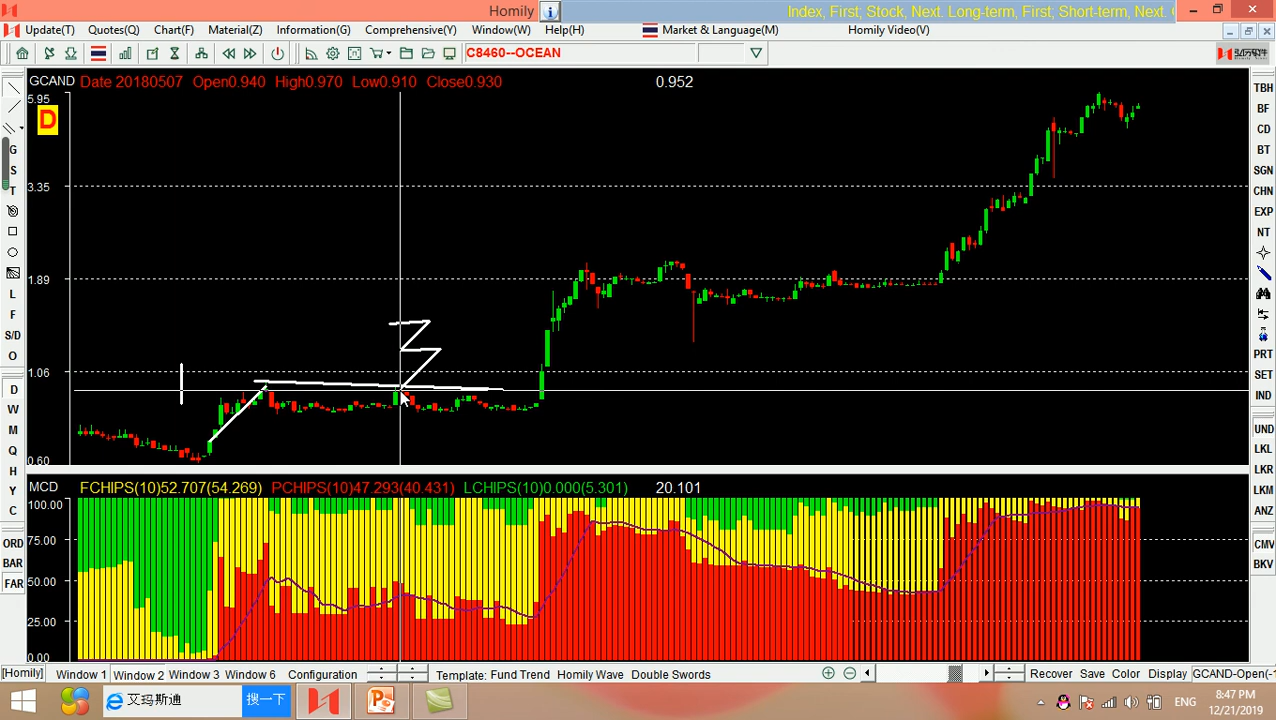 Homily
Index, First; Stock, Next. Long-term, First; Short-term, Next.
Update(T) Quotes(Q) Chart(F) Material(Z) Information(G) Comprehensive(Y) Window(W) Help(H) Market & Language(M) Homily Video(V)
C8460--OCEAN
GCAND Date 20180507 Open0.940 High0.970 Low0.910 Close0.930 0.952
5.95
D
3.35
1.89
1.06
0.60
G
S
T
L
F
S/D
O
D
W
M
Q
H
Y
C
ORD
BAR
FAR
TBH
BF
CD
BT
SGN
CHN
EXP
NT
PRT
SET
IND
UND
LKL
LKR
LKM
ANZ
CMV
BKV
MCD FCHIPS(10)52.707(54.269) PCHIPS(10)47.293(40.431) LCHIPS(10)0.000(5.301) 20.101
100.00
75.00
50.00
25.00
0.00
[Homily] Window 1 Window 2 Window 3 Window 6 Configuration Template: Fund Trend Homily Wave Double Swords Recover Save Color Display GCAND-Open(-1
艾玛斯通 搜一下 ENG
8:47 PM
12/21/2019